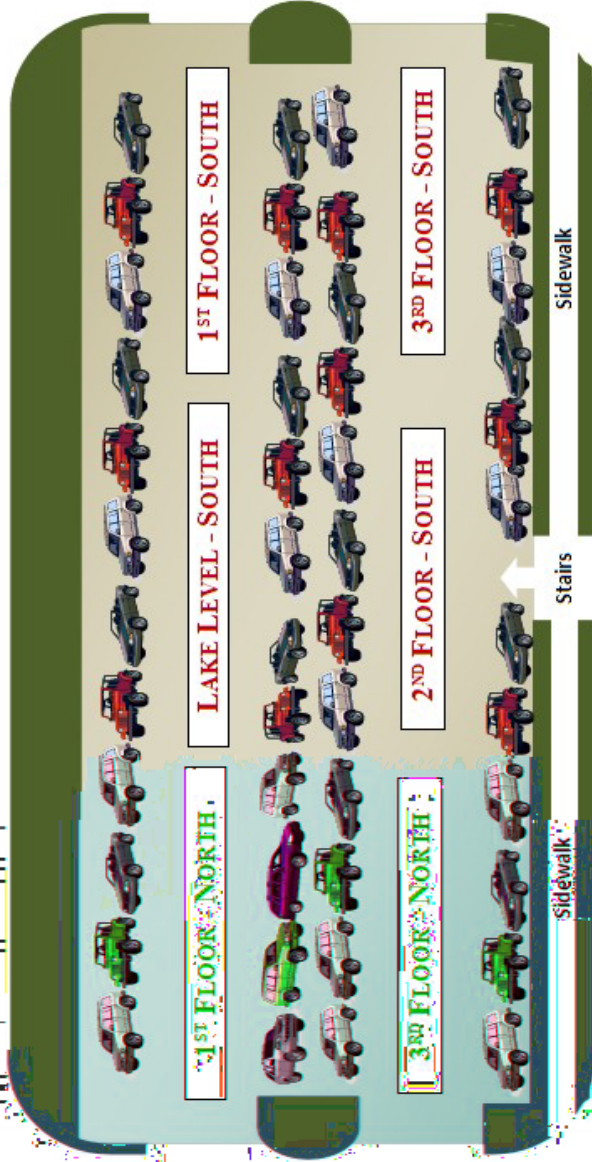 1ST FLOOR - SOUTH
3RD FLOOR - SOUTH
Sidewalk
LAKE LEVEL - SOUTH
2ND FLOOR - SOUTH
Stairs
1ST FLOOR - NORTH
3RD FLOOR - NORTH
Sidewalk